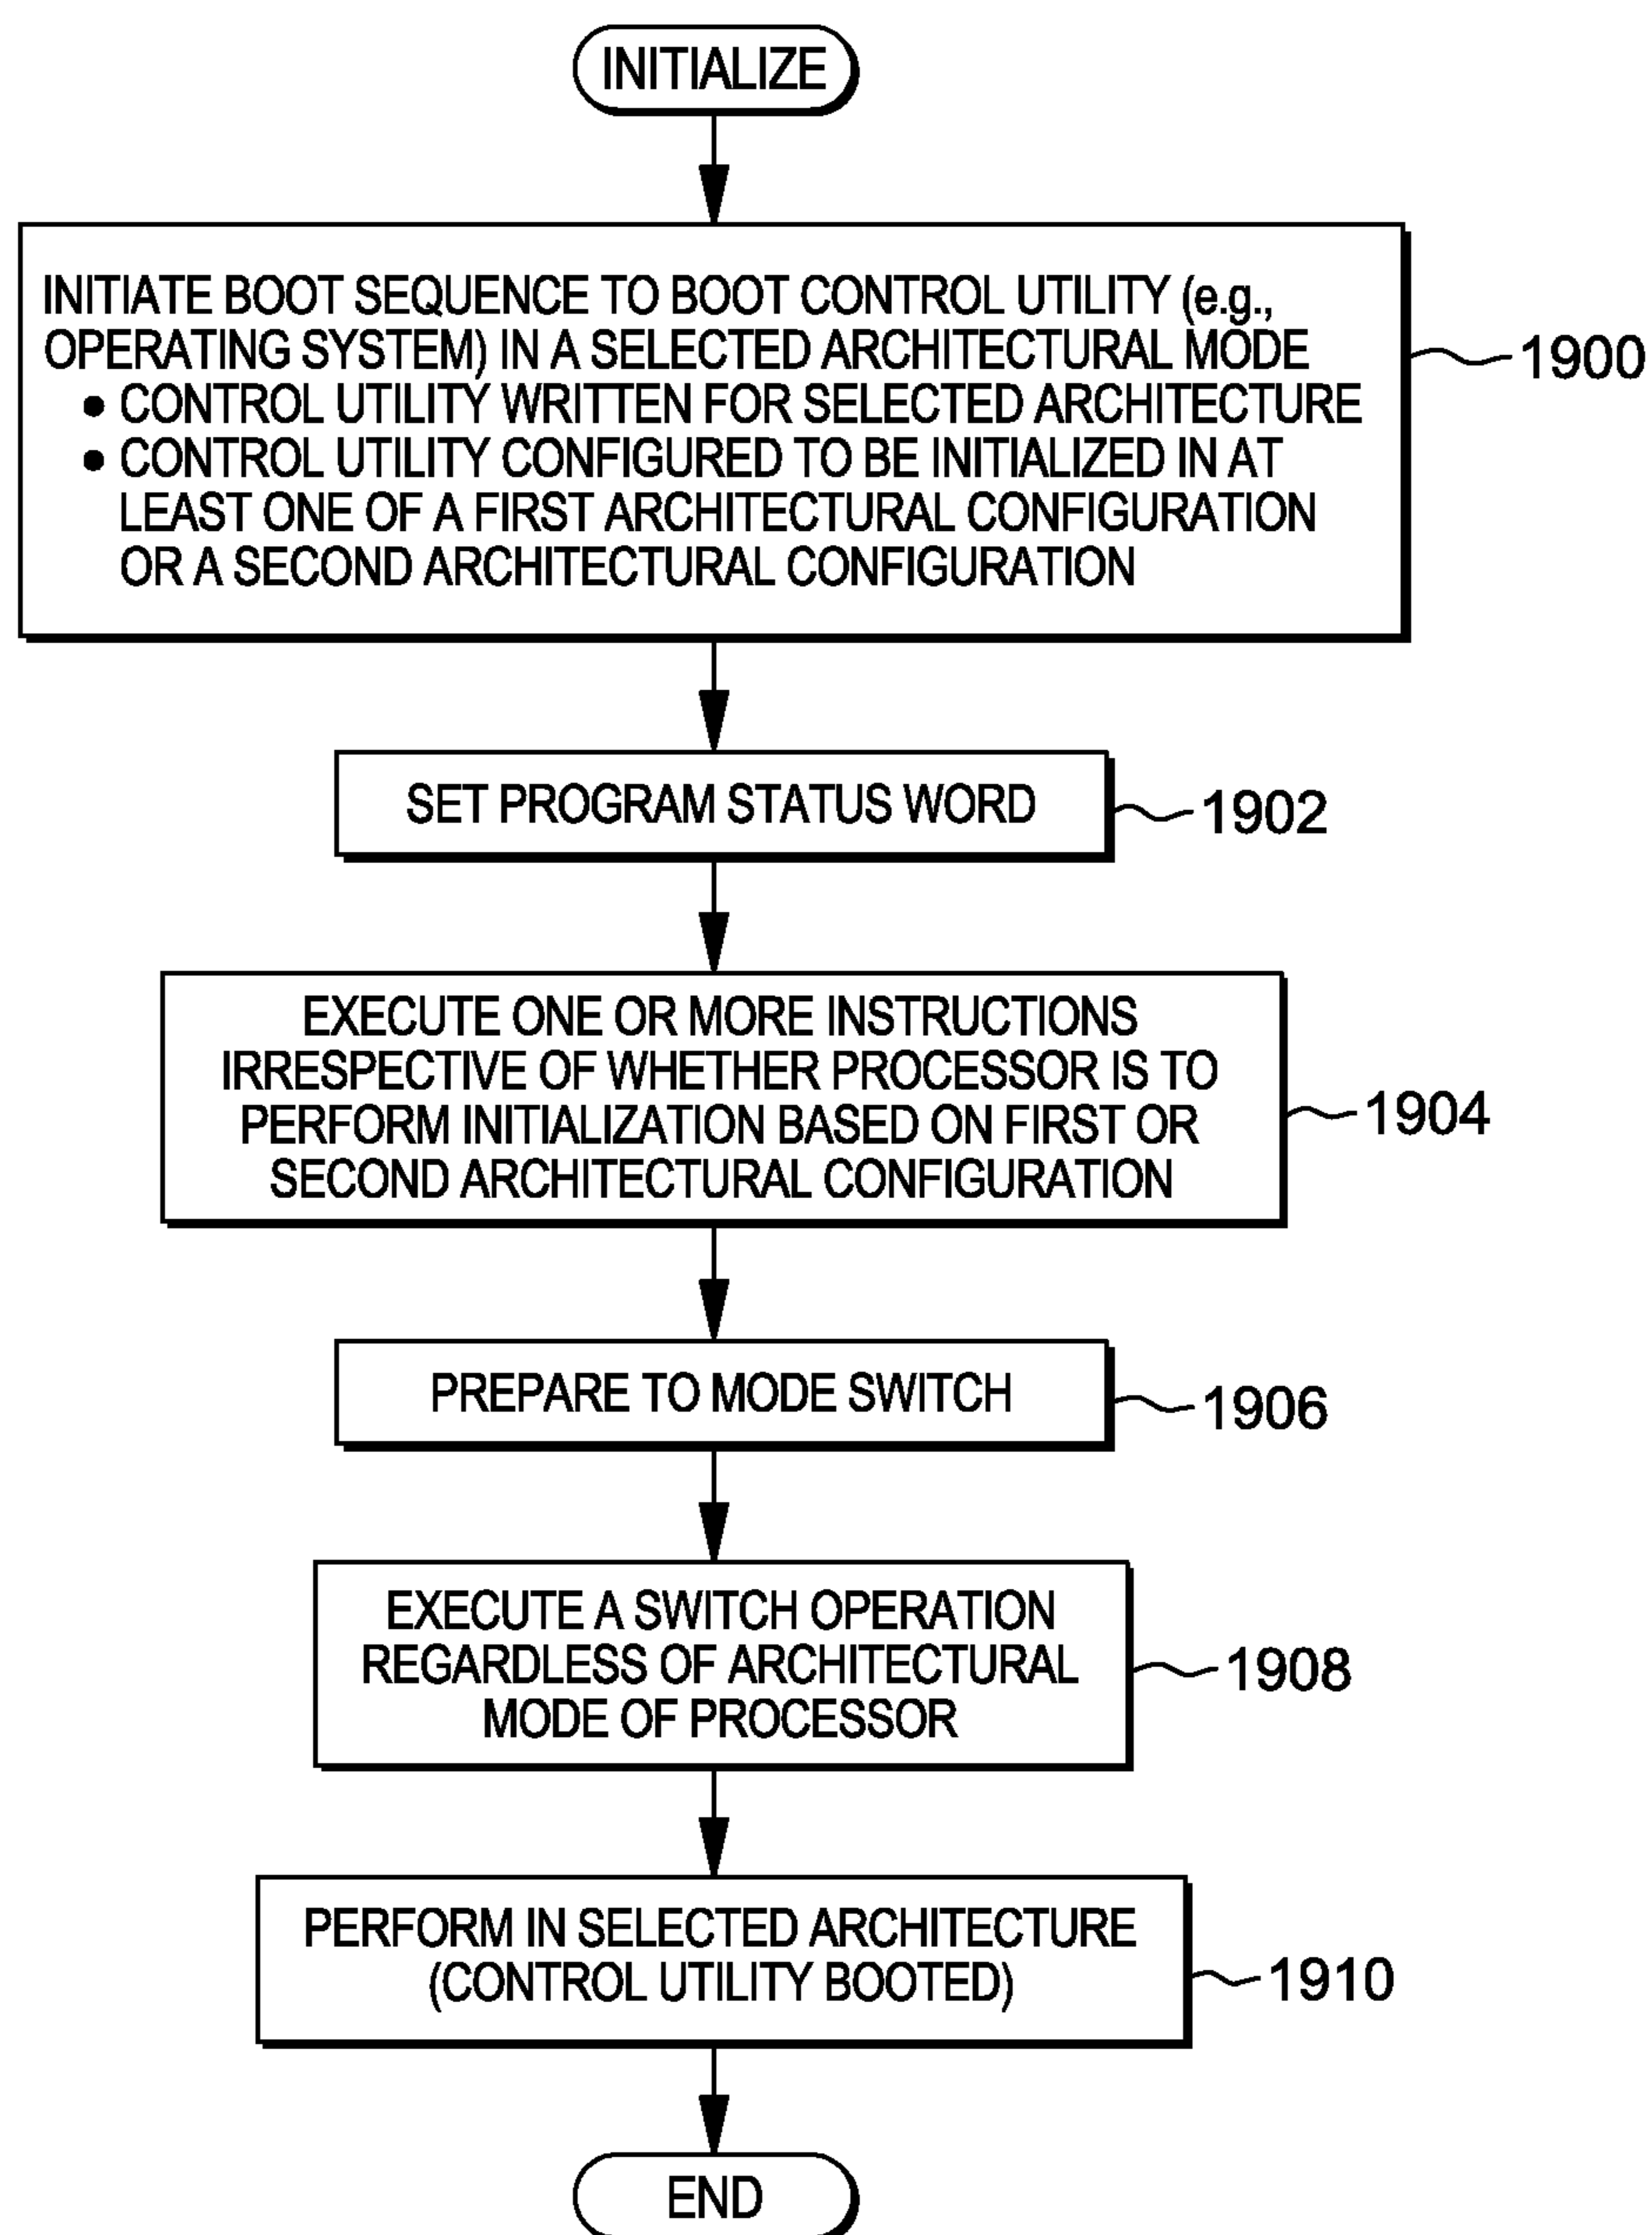 INITIALIZE
INITIATE BOOT SEQUENCE TO BOOT CONTROL UTILITY (e.g.,
OPERATING SYSTEM) IN A SELECTED ARCHITECTURAL MODE
• CONTROL UTILITY WRITTEN FOR SELECTED ARCHITECTURE
• CONTROL UTILITY CONFIGURED TO BE INITIALIZED IN AT
LEAST ONE OF A FIRST ARCHITECTURAL CONFIGURATION
OR A SECOND ARCHITECTURAL CONFIGURATION
1900
SET PROGRAM STATUS WORD
1902
EXECUTE ONE OR MORE INSTRUCTIONS
IRRESPECTIVE OF WHETHER PROCESSOR IS TO
PERFORM INITIALIZATION BASED ON FIRST OR
SECOND ARCHITECTURAL CONFIGURATION
1904
PREPARE TO MODE SWITCH
1906
EXECUTE A SWITCH OPERATION
REGARDLESS OF ARCHITECTURAL
MODE OF PROCESSOR
1908
PERFORM IN SELECTED ARCHITECTURE
(CONTROL UTILITY BOOTED)
1910
END